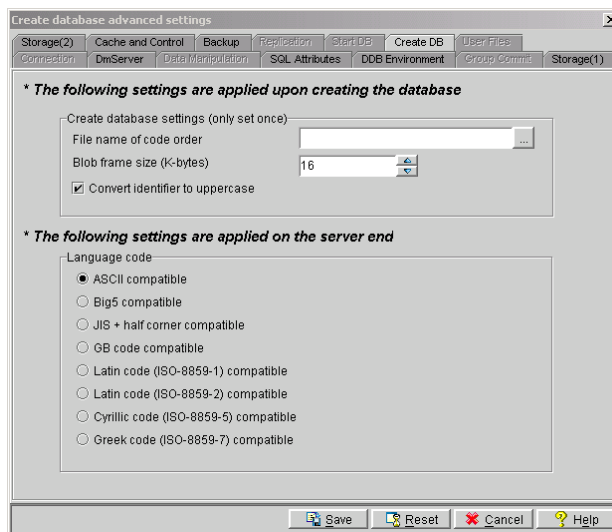 Create database advanced settings
Storage(2) Cache and Control Backup Replication Start DB Create DB User Files
Connection DmServer Data Manipulation SQL Attributes DDB Environment Group Commit Storage(1)
* The following settings are applied upon creating the database
Create database settings (only set once)
File name of code order ...
Blob frame size (K-bytes) 16
Convert identifier to uppercase
* The following settings are applied on the server end
Language code
ASCII compatible
Big5 compatible
JIS + half corner compatible
GB code compatible
Latin code (ISO-8859-1) compatible
Latin code (ISO-8859-2) compatible
Cyrillic code (ISO-8859-5) compatible
Greek code (ISO-8859-7) compatible
Save Reset Cancel Help